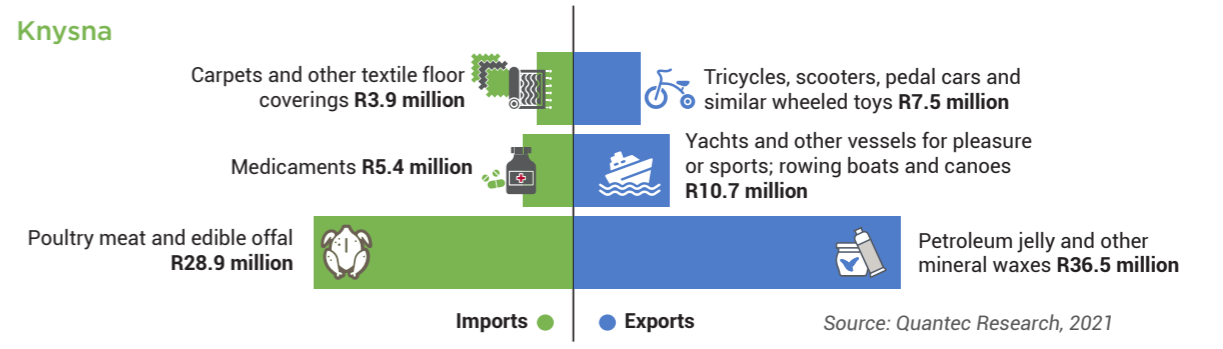 Knysna
Carpets and other textile floor
coverings R3.9 million
Tricycles, scooters, pedal cars and
similar wheeled toys R7.5 million
Medicaments R5.4 million
Yachts and other vessels for pleasure
or sports; rowing boats and canoes
R10.7 million
Poultry meat and edible offal
R28.9 million
Petroleum jelly and other
mineral waxes R36.5 million
Imports
Exports
Source: Quantec Research, 2021